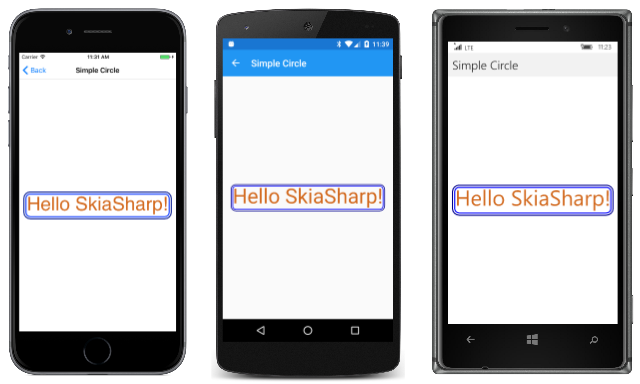 Carrier 11:31 AM
Back Simple Circle
Hello SkiaSharp!
11:39
Simple Circle
Hello SkiaSharp!
LTE 11:23
Simple Circle
Hello SkiaSharp!